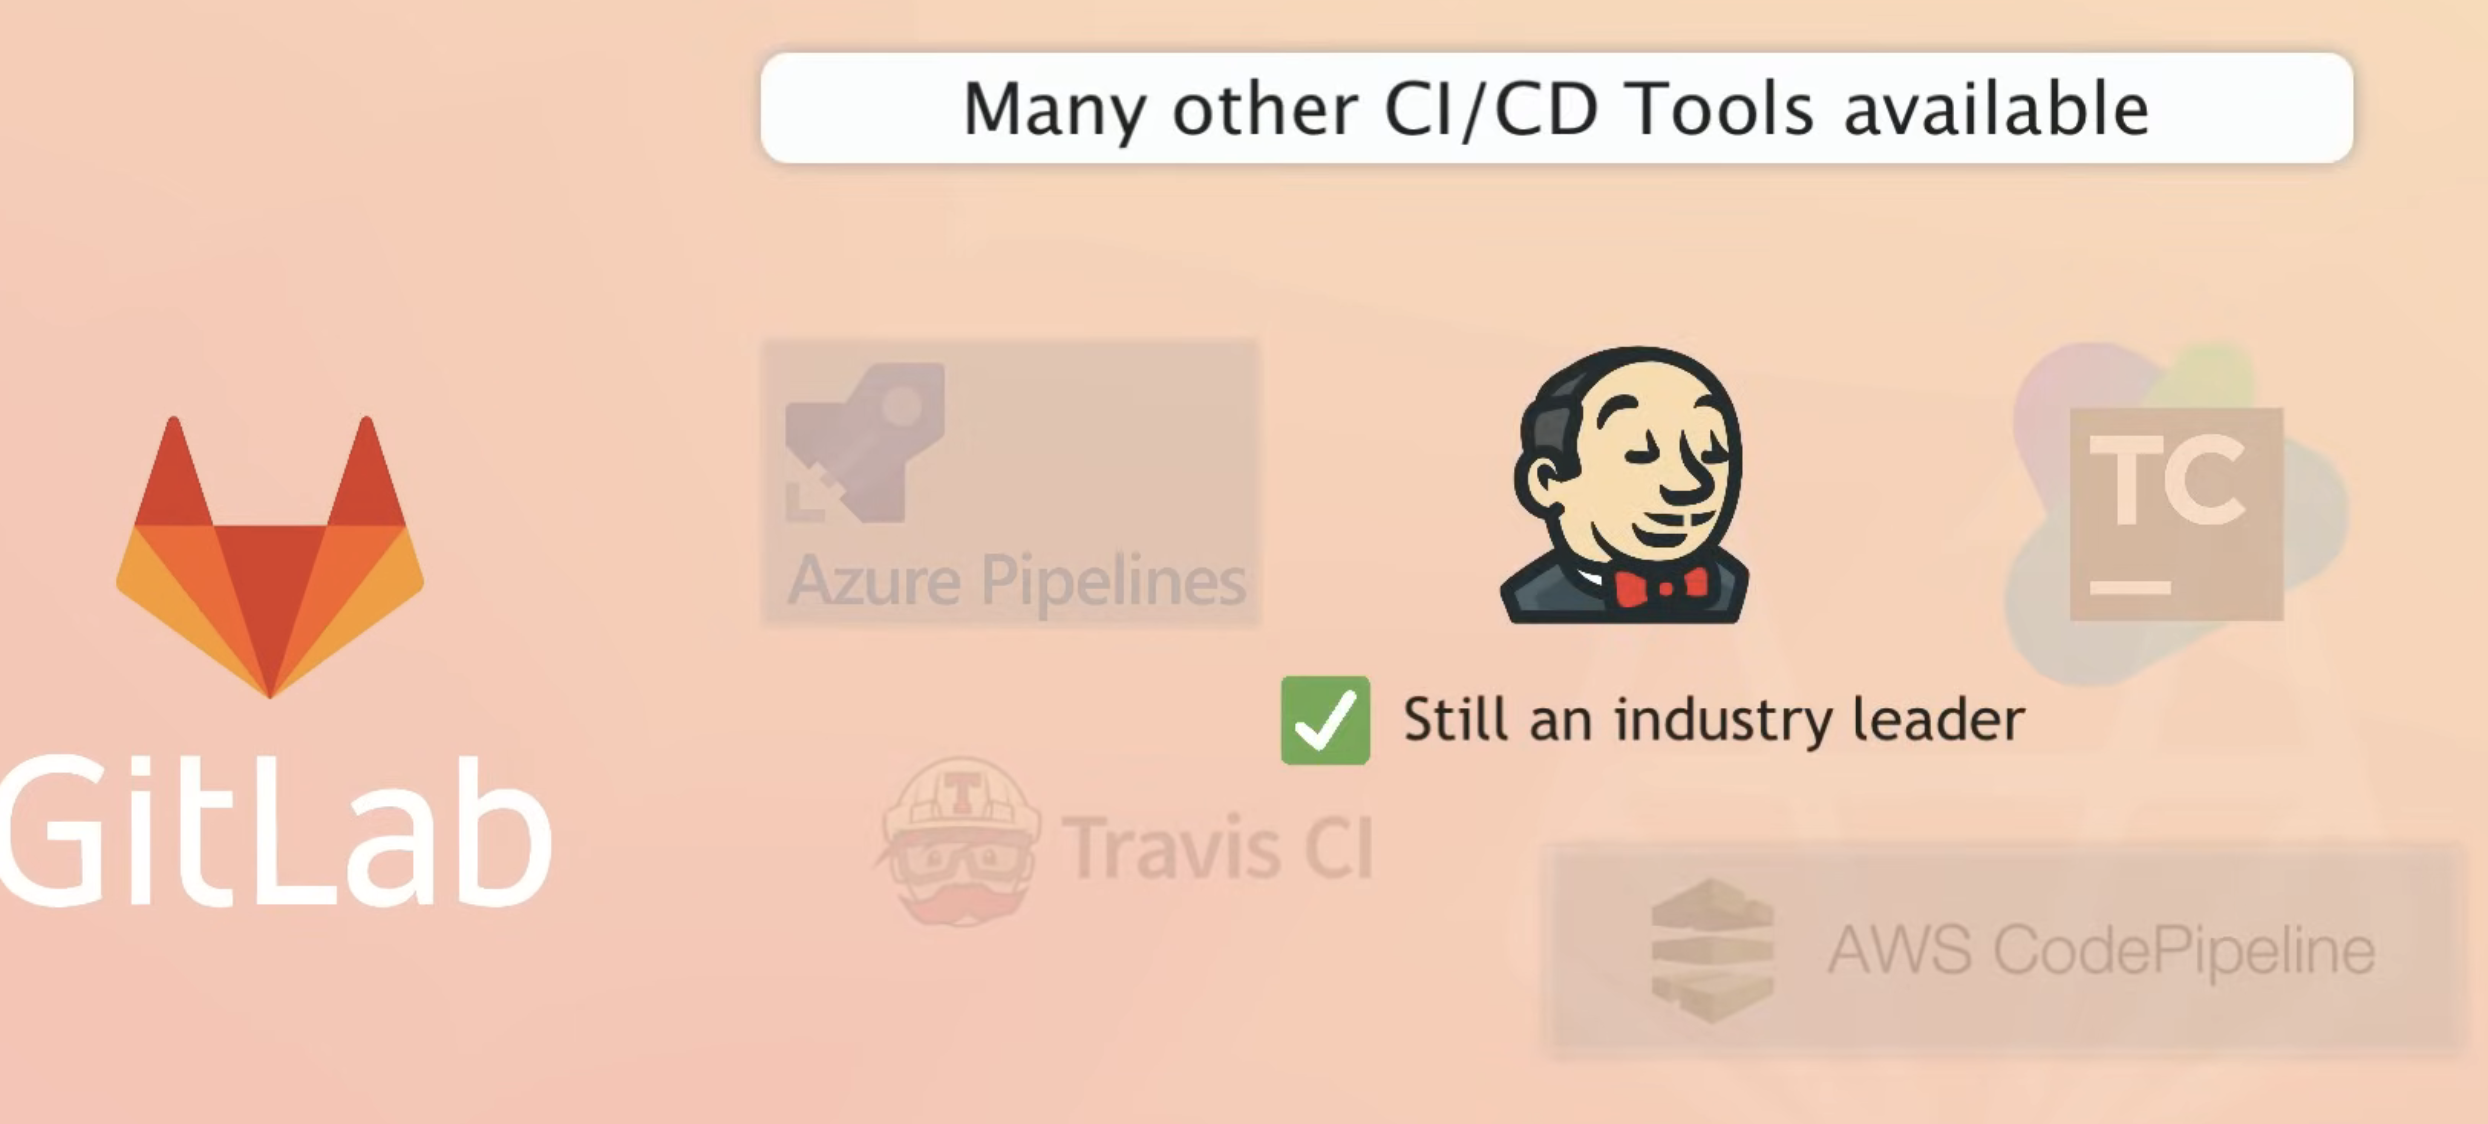 Many other CI/CD Tools available
GitLab
Azure Pipelines
TC
Still an industry leader
T
Travis CI
AWS CodePipeline